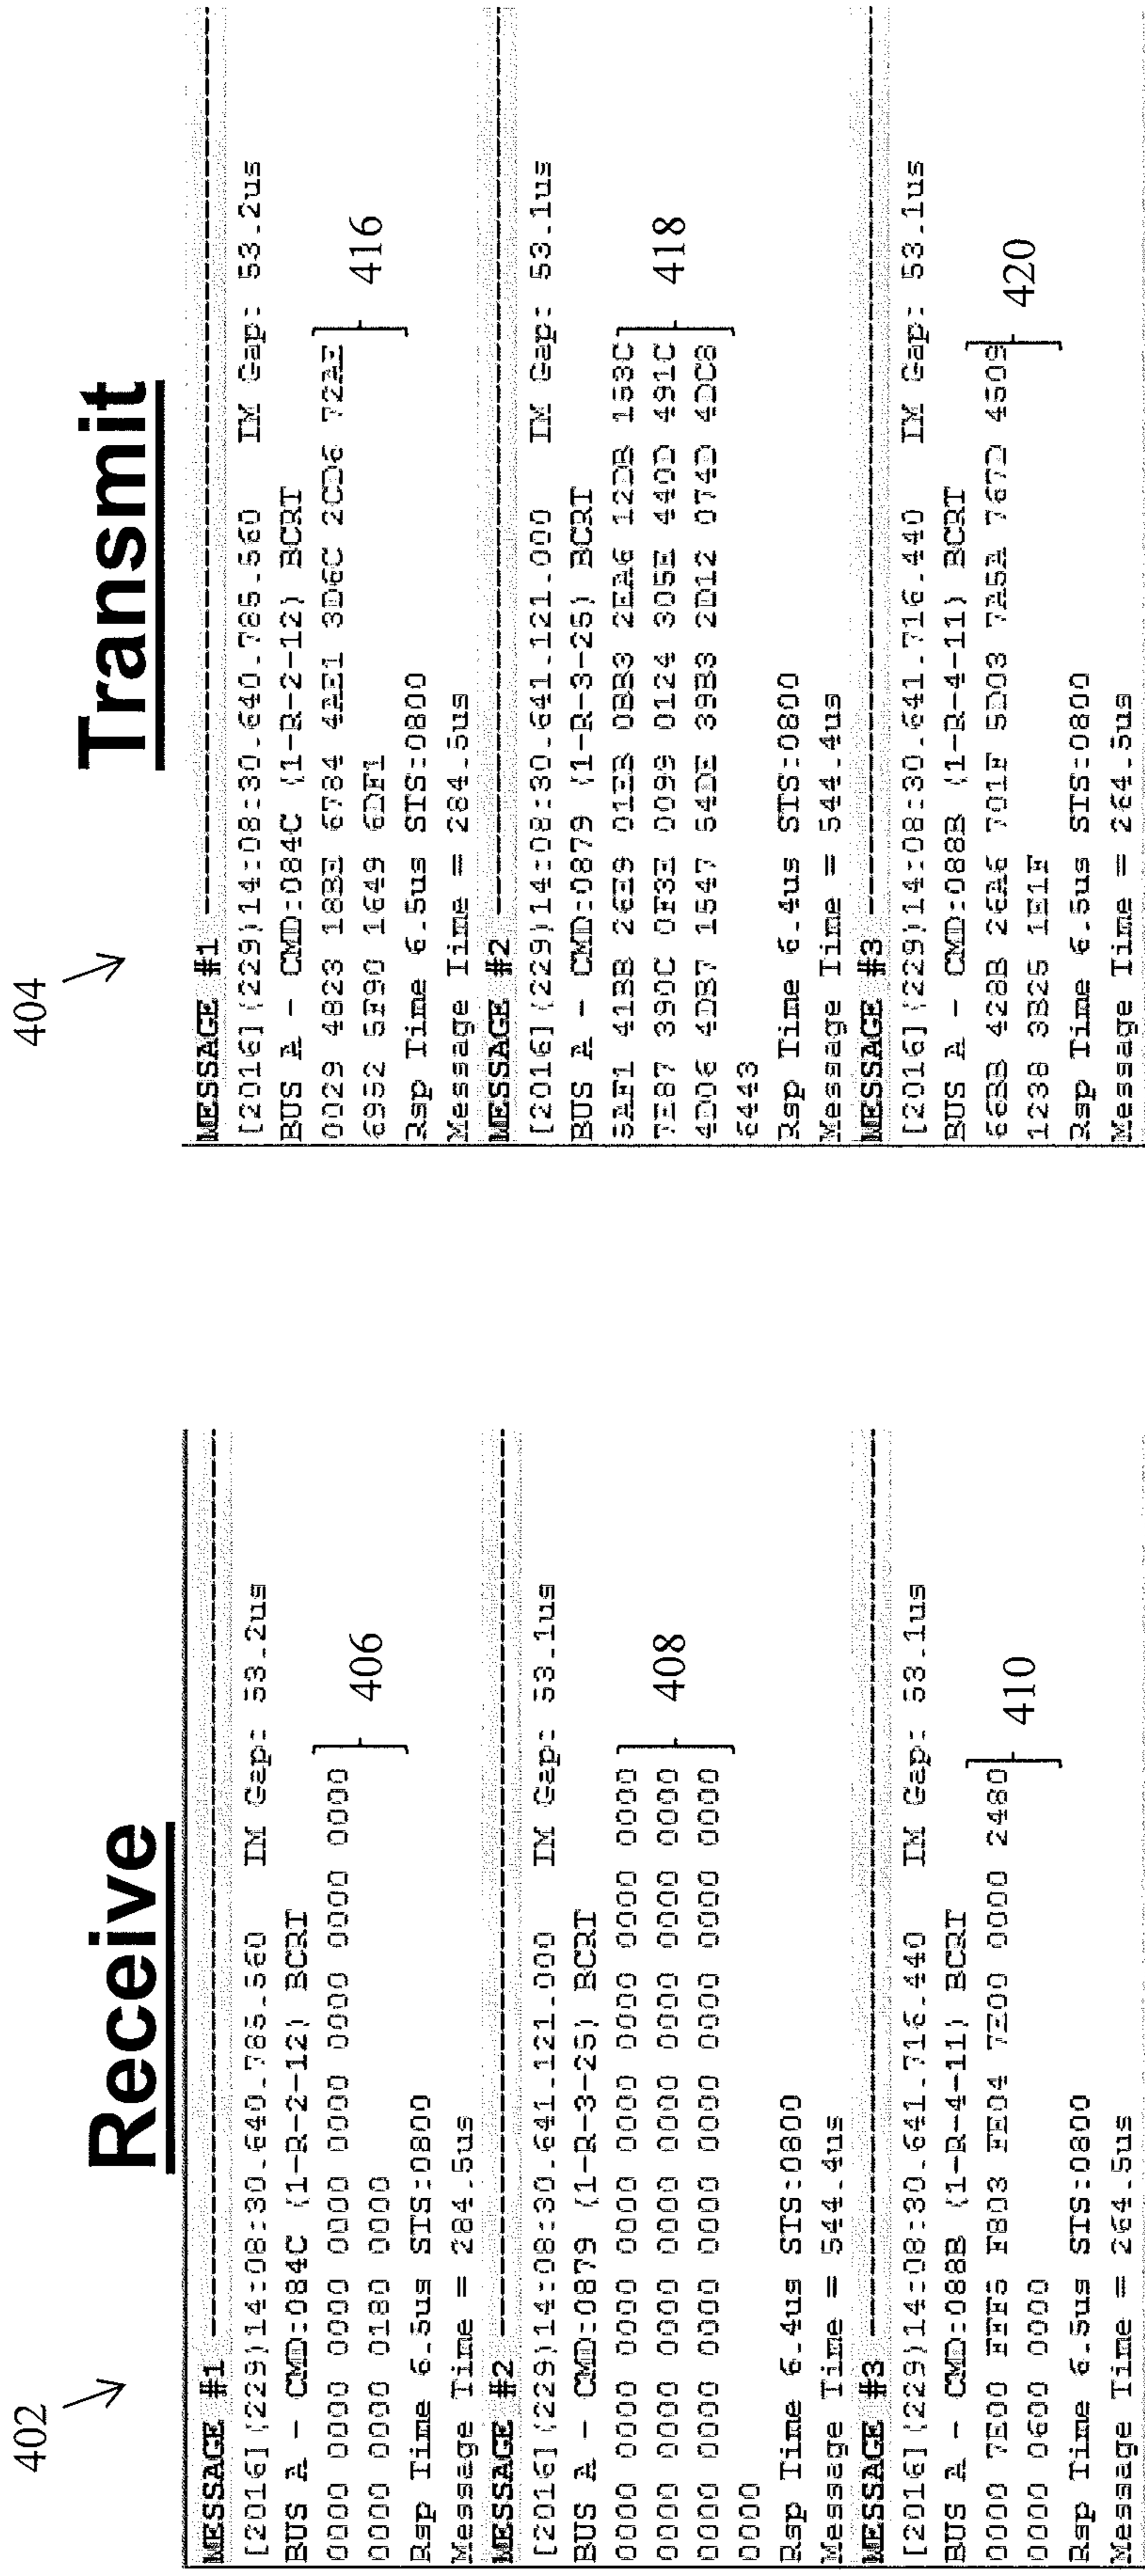 402
Receive
MESSAGE #1
[2016](229)14:08:30.640.785.560 IM Gap: 53.2us
BUS A - CMD:084C (1-R-2-12) BCRT
0000 0000 0000 0000 0000 0000 0000 0000
0000 0000 0180 0000
406
Rsp Time 6.5us STS:0800
Message Time = 284.5us
MESSAGE #2
[2016](229)14:08:30.641.121.000 IM Gap: 53.1us
BUS A - CMD:0879 (1-R-3-25) BCRT
0000 0000 0000 0000 0000 0000 0000 0000
0000 0000 0000 0000 0000 0000 0000 0000
0000 0000 0000 0000 0000 0000 0000 0000
0000
408
Rsp Time 6.4us STS:0800
Message Time = 544.4us
MESSAGE #3
[2016](229)14:08:30.641.716.440 IM Gap: 53.1us
BUS A - CMD:088B (1-R-4-11) BCRT
0000 7E00 FFF5 F803 FE04 7E00 0000 2480
0000 0600 0000
410
Rsp Time 6.5us STS:0800
Message Time = 264.5us
404
Transmit
MESSAGE #1
[2016](229)14:08:30.640.785.560 IM Gap: 53.2us
BUS A - CMD:084C (1-R-2-12) BCRT
0029 4B23 18BE 6784 4AE1 3D6C 2CD6 72AE
6952 5F90 1649 6DF1
416
Rsp Time 6.5us STS:0800
Message Time = 284.5us
MESSAGE #2
[2016](229)14:08:30.641.121.000 IM Gap: 53.1us
BUS A - CMD:0879 (1-R-3-25) BCRT
5AF1 41BB 26E9 01EB 0BB3 2EA6 12DB 153C
7E87 390C 0F3E 0099 0124 305E 440D 491C
4D06 4DB7 1547 54DE 39B3 2D12 074D 4DC8
6443
418
Rsp Time 6.4us STS:0800
Message Time = 544.4us
MESSAGE #3
[2016](229)14:08:30.641.716.440 IM Gap: 53.1us
BUS A - CMD:088B (1-R-4-11) BCRT
66BB 428B 26A6 701F 5D03 7A5A 767D 4509
1238 3B25 1E1F
420
Rsp Time 6.5us STS:0800
Message Time = 264.5us